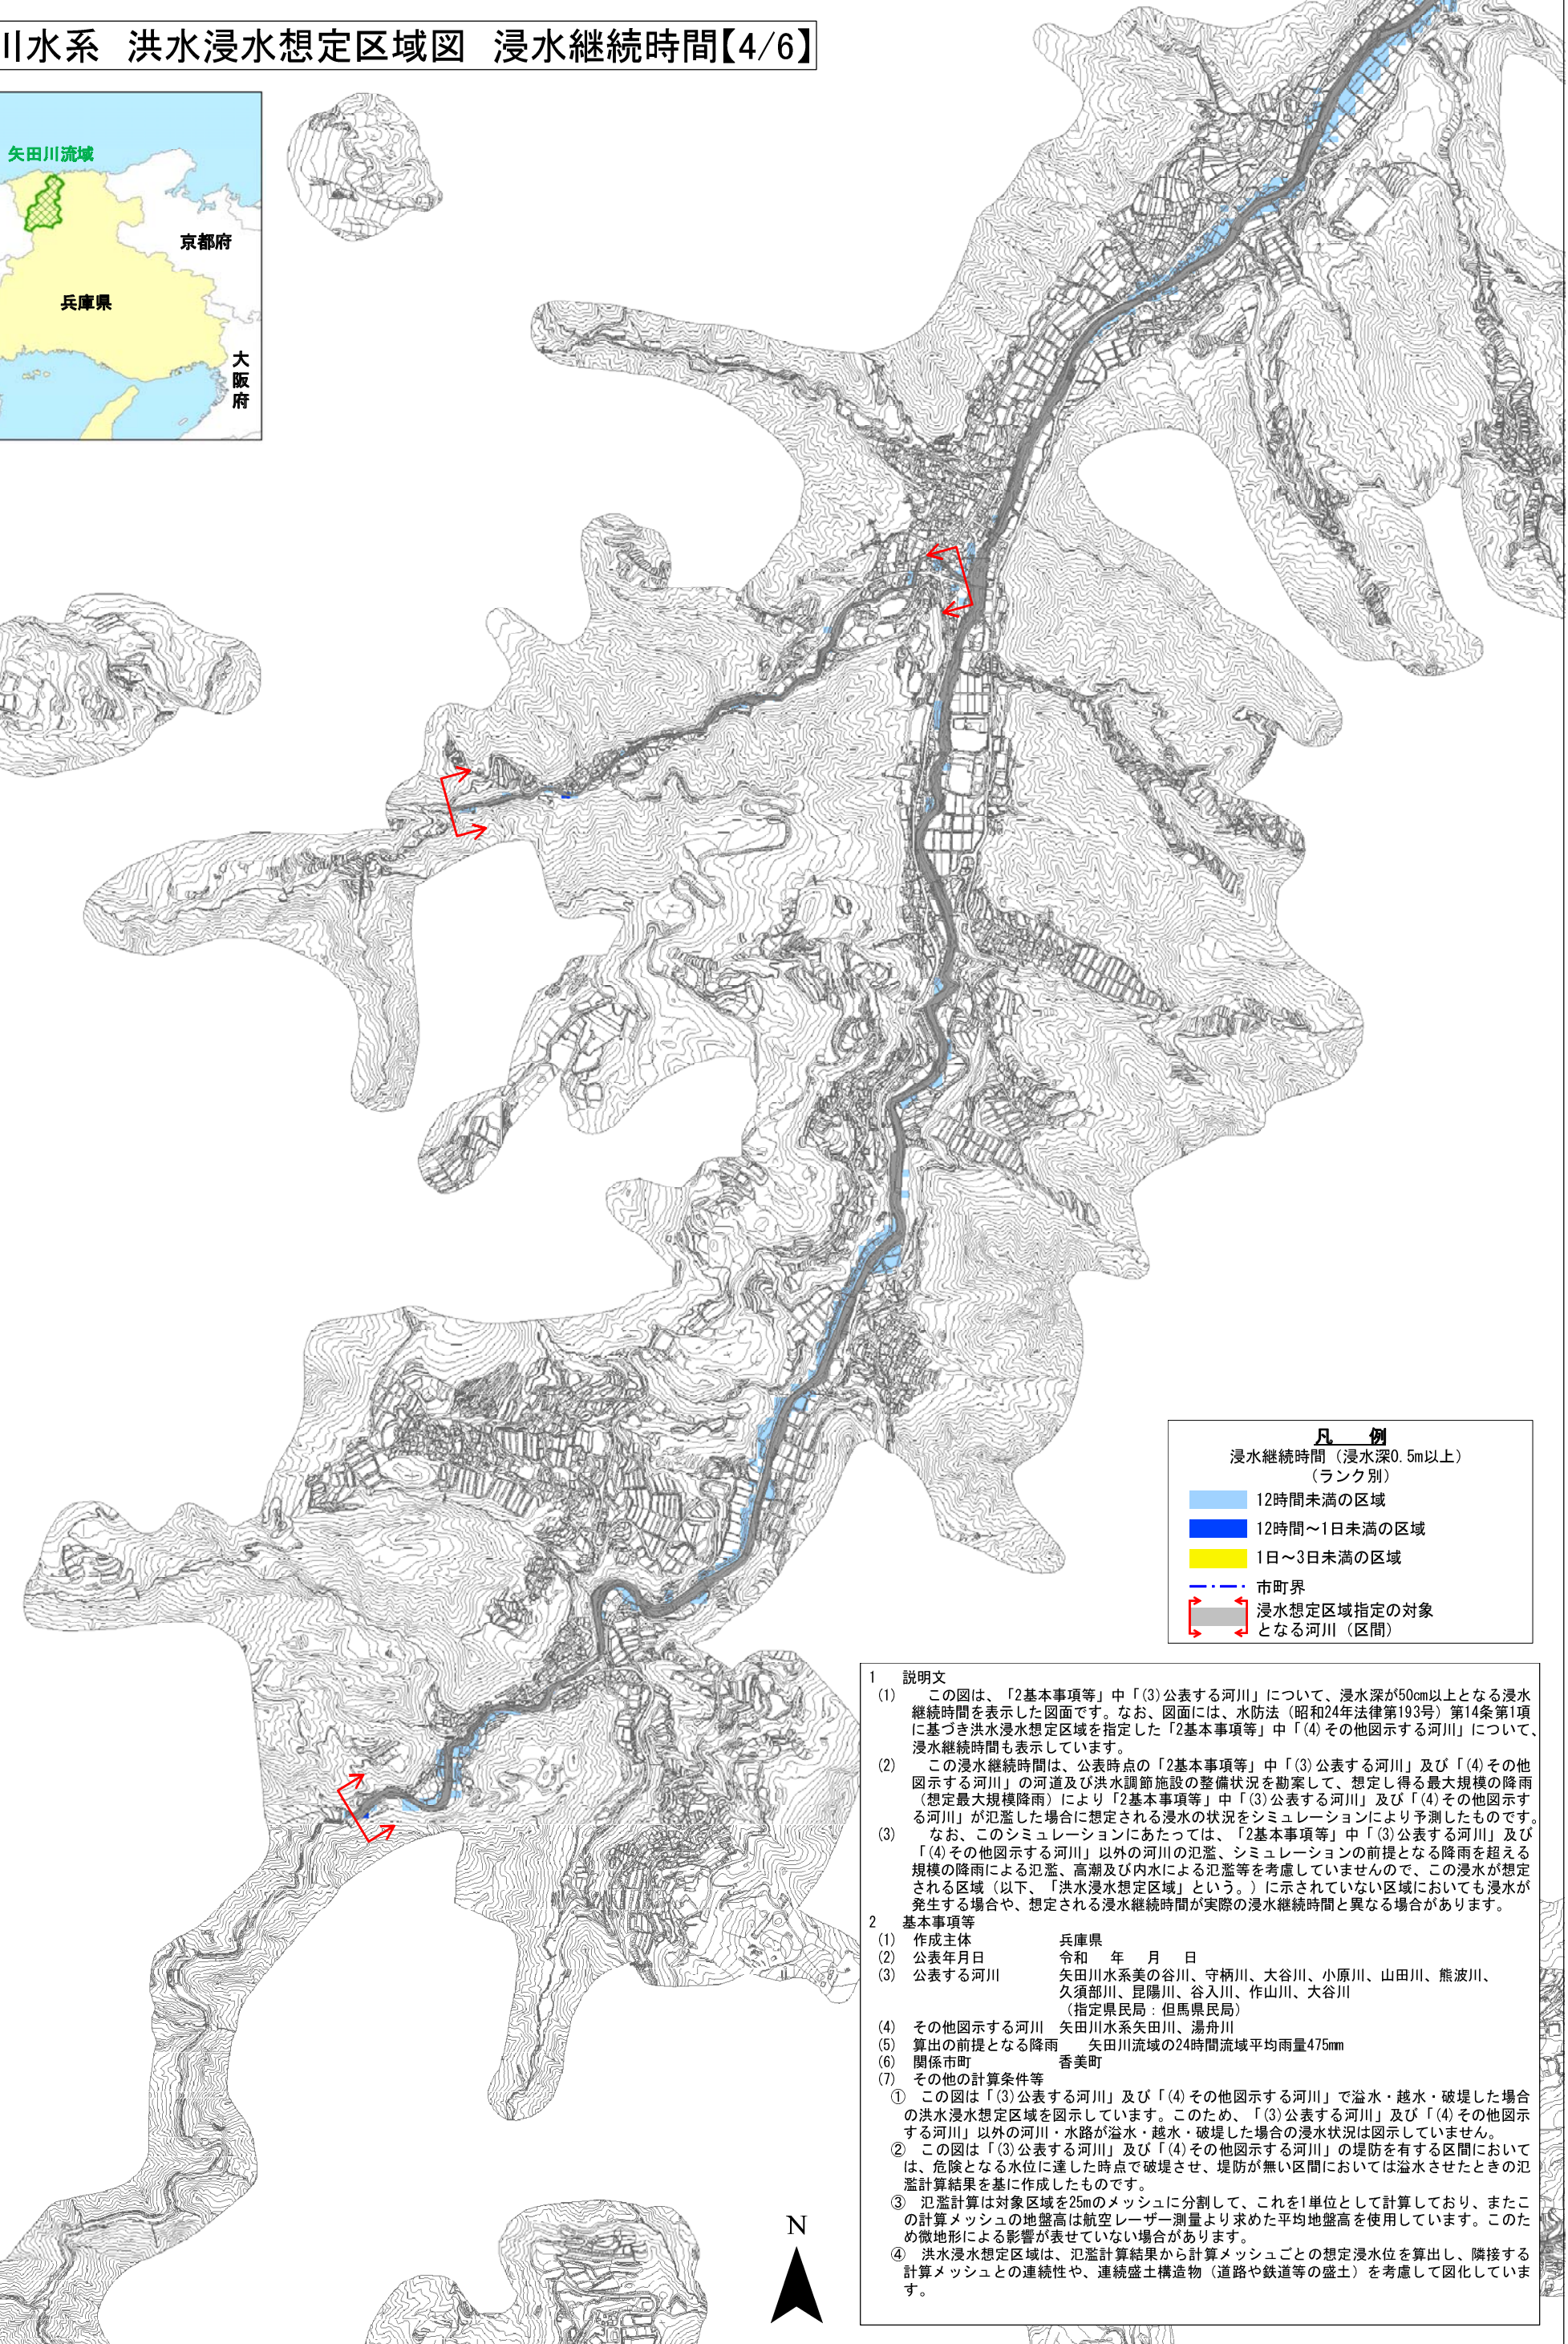 川水系 洪水浸水想定区域図 浸水継続時間【4/6】
矢田川流域
京都府
兵庫県
大
阪
府
凡 例
浸水継続時間（浸水深0.5m以上）
（ランク別）
12時間未満の区域
12時間～1日未満の区域
1日～3日未満の区域
市町界
浸水想定区域指定の対象
となる河川（区間）
1 説明文
(1) この図は、「2基本事項等」中「(3)公表する河川」について、浸水深が50cm以上となる浸水
継続時間を表示した図面です。なお、図面には、水防法（昭和24年法律第193号）第14条第1項
に基づき洪水浸水想定区域を指定した「2基本事項等」中「(4)その他図示する河川」について、
浸水継続時間も表示しています。
(2) この浸水継続時間は、公表時点の「2基本事項等」中「(3)公表する河川」及び「(4)その他
図示する河川」の河道及び洪水調節施設の整備状況を勘案して、想定し得る最大規模の降雨
（想定最大規模降雨）により「2基本事項等」中「(3)公表する河川」及び「(4)その他図示す
る河川」が氾濫した場合に想定される浸水の状況をシミュレーションにより予測したものです。
(3) なお、このシミュレーションにあたっては、「2基本事項等」中「(3)公表する河川」及び
「(4)その他図示する河川」以外の河川の氾濫、シミュレーションの前提となる降雨を超える
規模の降雨による氾濫、高潮及び内水による氾濫等を考慮していませんので、この浸水が想定
される区域（以下、「洪水浸水想定区域」という。）に示されていない区域においても浸水が
発生する場合や、想定される浸水継続時間が実際の浸水継続時間と異なる場合があります。
2 基本事項等
(1) 作成主体 兵庫県
(2) 公表年月日 令和 年 月 日
(3) 公表する河川 矢田川水系美の谷川、守柄川、大谷川、小原川、山田川、熊波川、
久須部川、昆陽川、谷入川、作山川、大谷川
（指定県民局：但馬県民局）
(4) その他図示する河川 矢田川水系矢田川、湯舟川
(5) 算出の前提となる降雨 矢田川流域の24時間流域平均雨量475mm
(6) 関係市町 香美町
(7) その他の計算条件等
① この図は「(3)公表する河川」及び「(4)その他図示する河川」で溢水・越水・破堤した場合
の洪水浸水想定区域を図示しています。このため、「(3)公表する河川」及び「(4)その他図示
する河川」以外の河川・水路が溢水・越水・破堤した場合の浸水状況は図示していません。
② この図は「(3)公表する河川」及び「(4)その他図示する河川」の堤防を有する区間において
は、危険となる水位に達した時点で破堤させ、堤防が無い区間においては溢水させたときの氾
濫計算結果を基に作成したものです。
③ 氾濫計算は対象区域を25mのメッシュに分割して、これを1単位として計算しており、またこ
の計算メッシュの地盤高は航空レーザー測量より求めた平均地盤高を使用しています。このた
め微地形による影響が表せていない場合があります。
④ 洪水浸水想定区域は、氾濫計算結果から計算メッシュごとの想定浸水位を算出し、隣接する
計算メッシュとの連続性や、連続盛土構造物（道路や鉄道等の盛土）を考慮して図化していま
す。
N